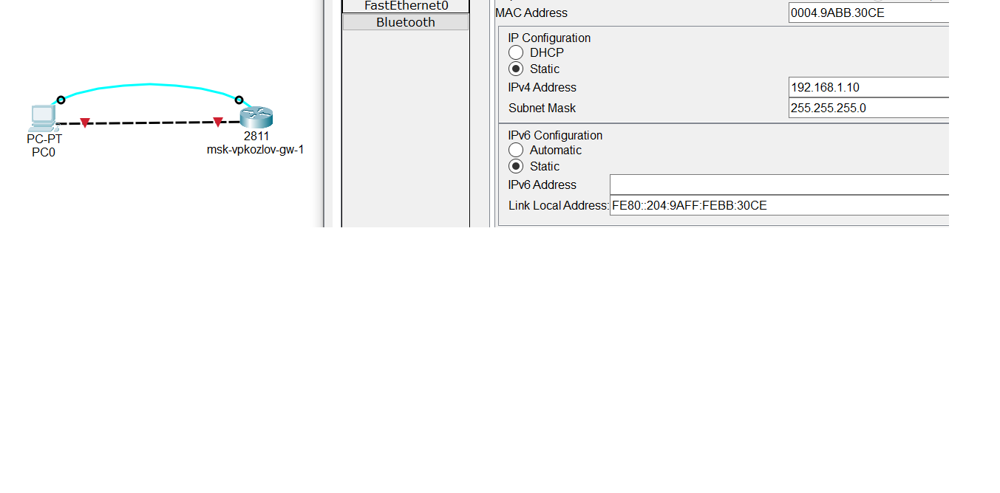 FastEthernet0
Bluetooth
MAC Address 0004.9ABB.30CE
IP Configuration
DHCP
Static
IPv4 Address 192.168.1.10
Subnet Mask 255.255.255.0
IPv6 Configuration
Automatic
Static
IPv6 Address
Link Local Address: FE80::204:9AFF:FEBB:30CE
PC-PT
PC0
2811
msk-vpkozlov-gw-1